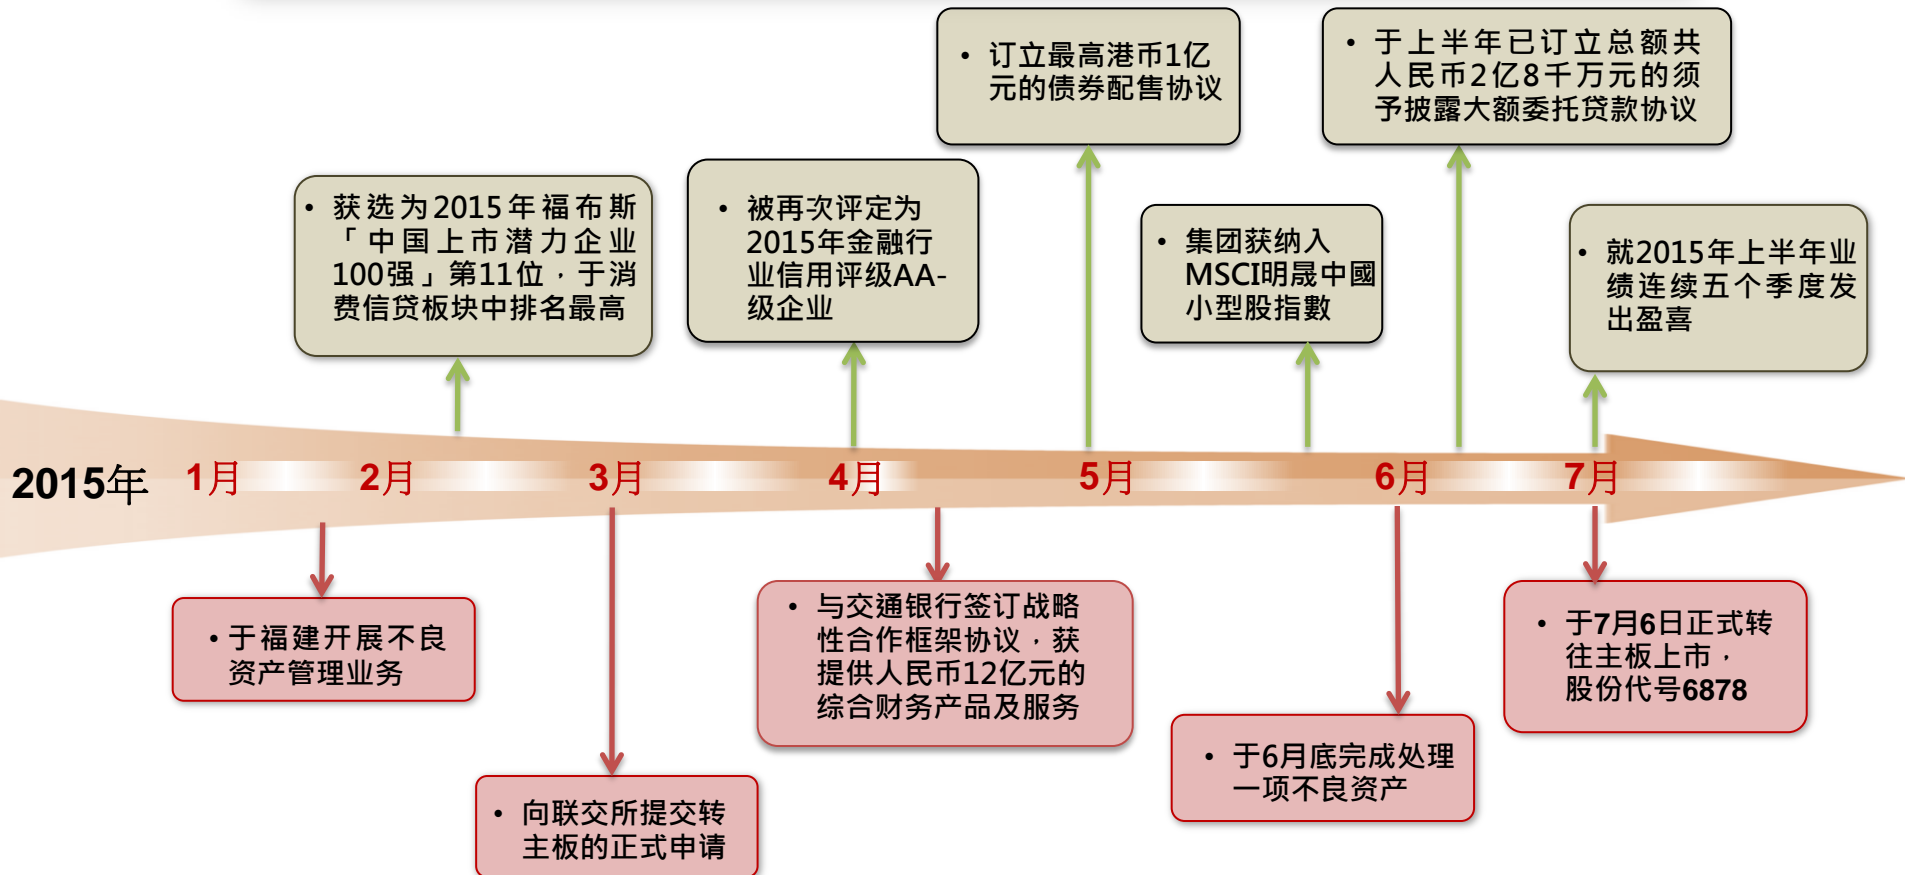 订立最高港币1亿
元的债券配售协议
于上半年已订立总额共
人民币2亿8千万元的须
予披露大额委托贷款协议
获选为2015年福布斯
「中国上市潜力企业
100强」第11位，于消
费信贷板块中排名最高
被再次评定为
2015年金融行
业信用评级AA-
级企业
集团获纳入
MSCI明晟中國
小型股指數
就2015年上半年业
绩连续五个季度发
出盈喜
2015年 1月 2月 3月 4月 5月 6月 7月
于福建开展不良
资产管理业务
向联交所提交转
主板的正式申请
与交通银行签订战略
性合作框架协议，获
提供人民币12亿元的
综合财务产品及服务
于6月底完成处理
一项不良资产
于7月6日正式转
往主板上市，
股份代号6878